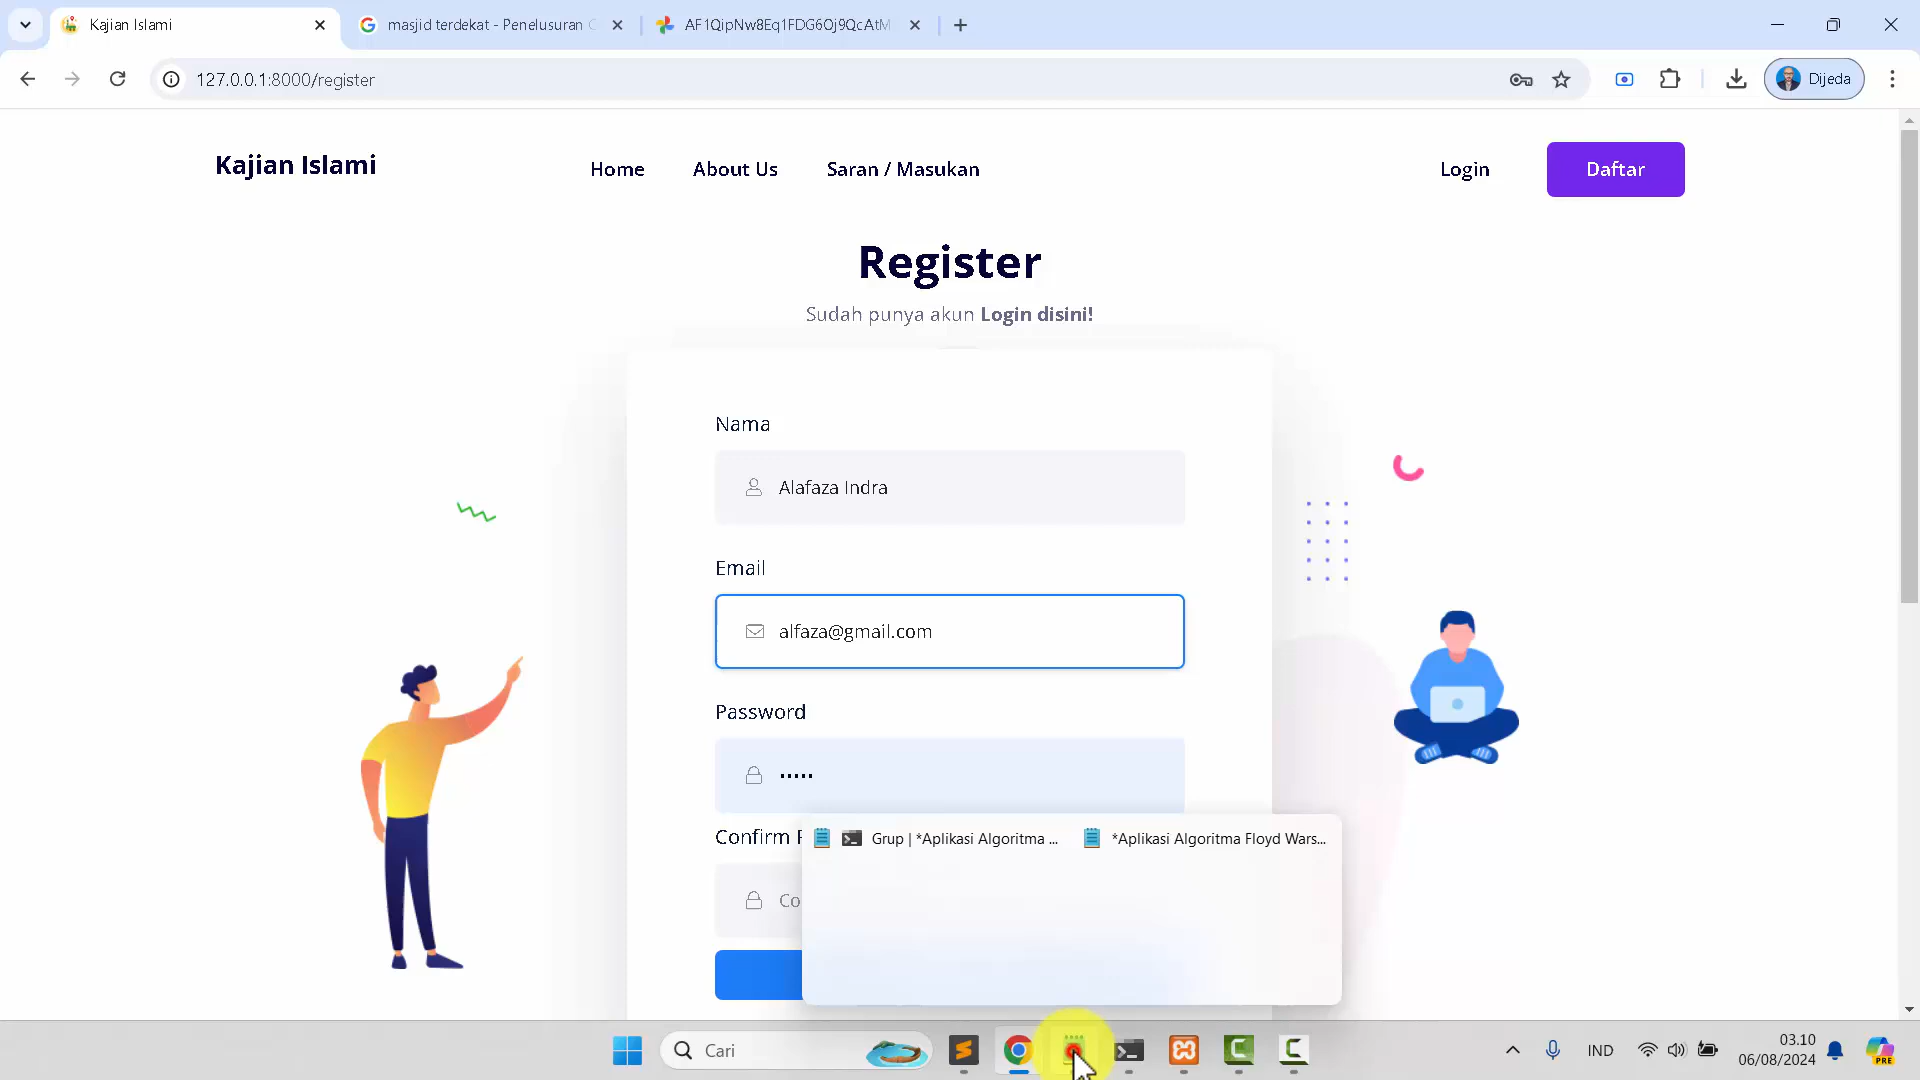 Kajian Islami
masjid terdekat - Penelusuran
AF1QipNw8Eq1FDG6Oj9QcAtM
127.0.0.1:8000/register
Dijeda
Kajian Islami
Home
About Us
Saran / Masukan
Login
Daftar
Register
Sudah punya akun Login disini!
Nama
Alafaza Indra
Email
alfaza@gmail.com
Password
•••••
Confirm
Co
Grup | *Aplikasi Algoritma ...
*Aplikasi Algoritma Floyd Wars...
Cari
IND
03.10
06/08/2024
PRE